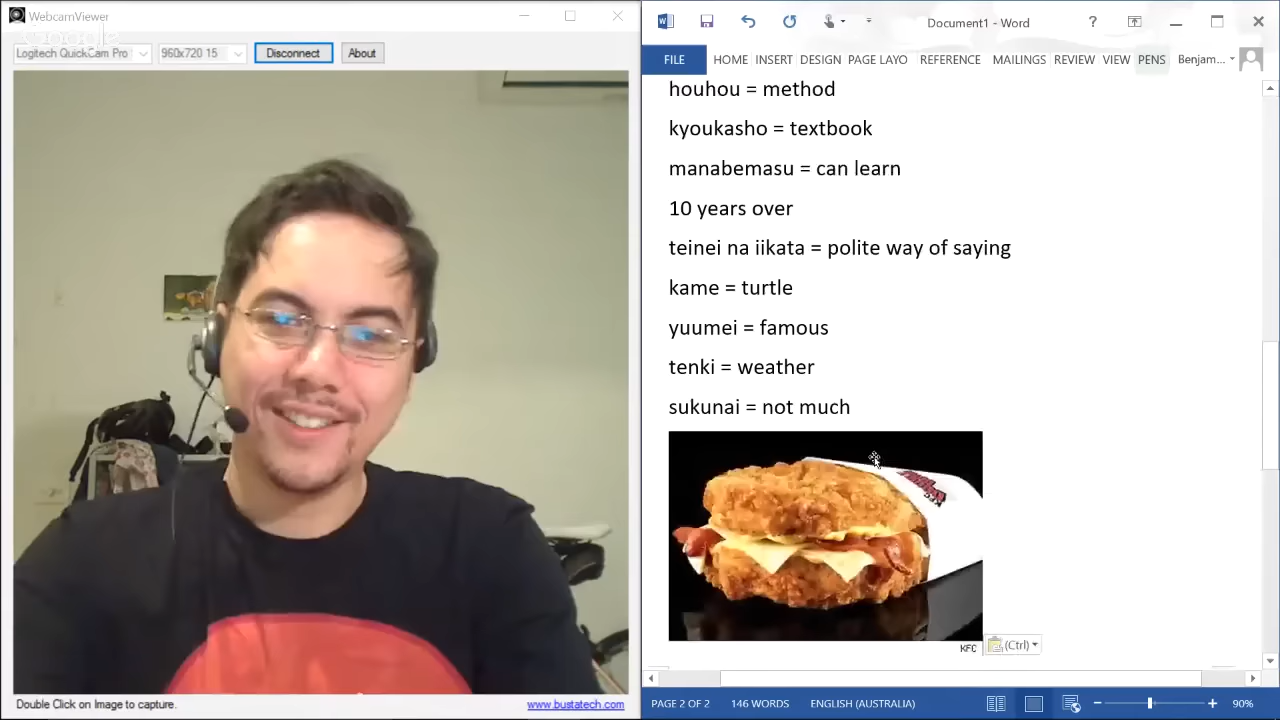 WebcamViewer
Google
Logitech QuickCam Pro
960x720 15
Disconnect
About
Double Click on Image to capture.
www.bustatech.com
Document1 - Word
?
FILE HOME INSERT DESIGN PAGE LAYO REFERENCE MAILINGS REVIEW VIEW PENS Benjam...
houhou = method
kyoukasho = textbook
manabemasu = can learn
10 years over
teinei na iikata = polite way of saying
kame = turtle
yuumei = famous
tenki = weather
sukunai = not much
KFC
(Ctrl)
PAGE 2 OF 2 146 WORDS ENGLISH (AUSTRALIA) 90%